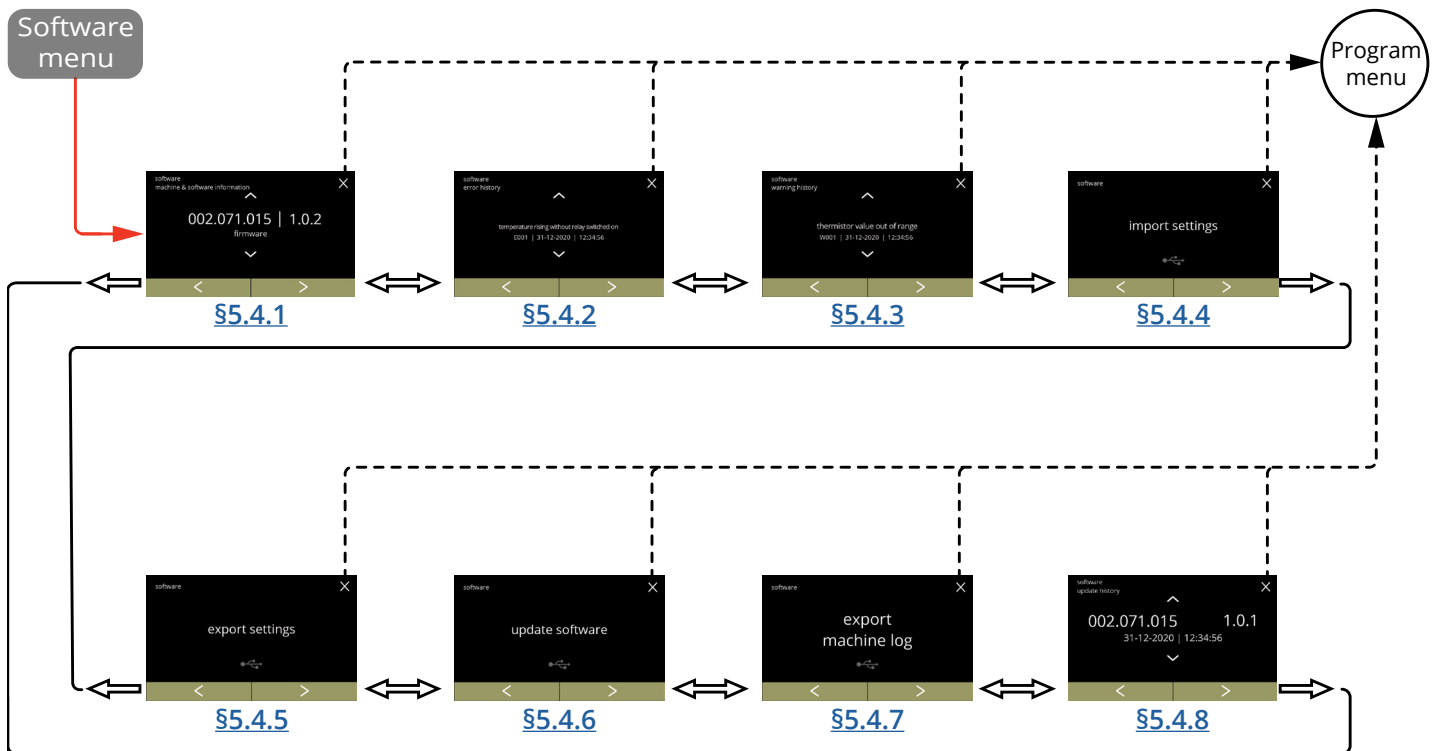 Software
menu
Program
menu
software
machine & software information
X
002.071.015 | 1.0.2
firmware
< >
§5.4.1
software
error history
X
temperature rising without relay switched on
E001 | 31-12-2020 | 12:34:56
< >
§5.4.2
software
warning history
X
thermistor value out of range
W001 | 31-12-2020 | 12:34:56
< >
§5.4.3
software
X
import settings
< >
§5.4.4
software
X
export settings
< >
§5.4.5
software
X
update software
< >
§5.4.6
software
X
export
machine log
< >
§5.4.7
software
update history
X
002.071.015 1.0.1
31-12-2020 | 12:34:56
< >
§5.4.8